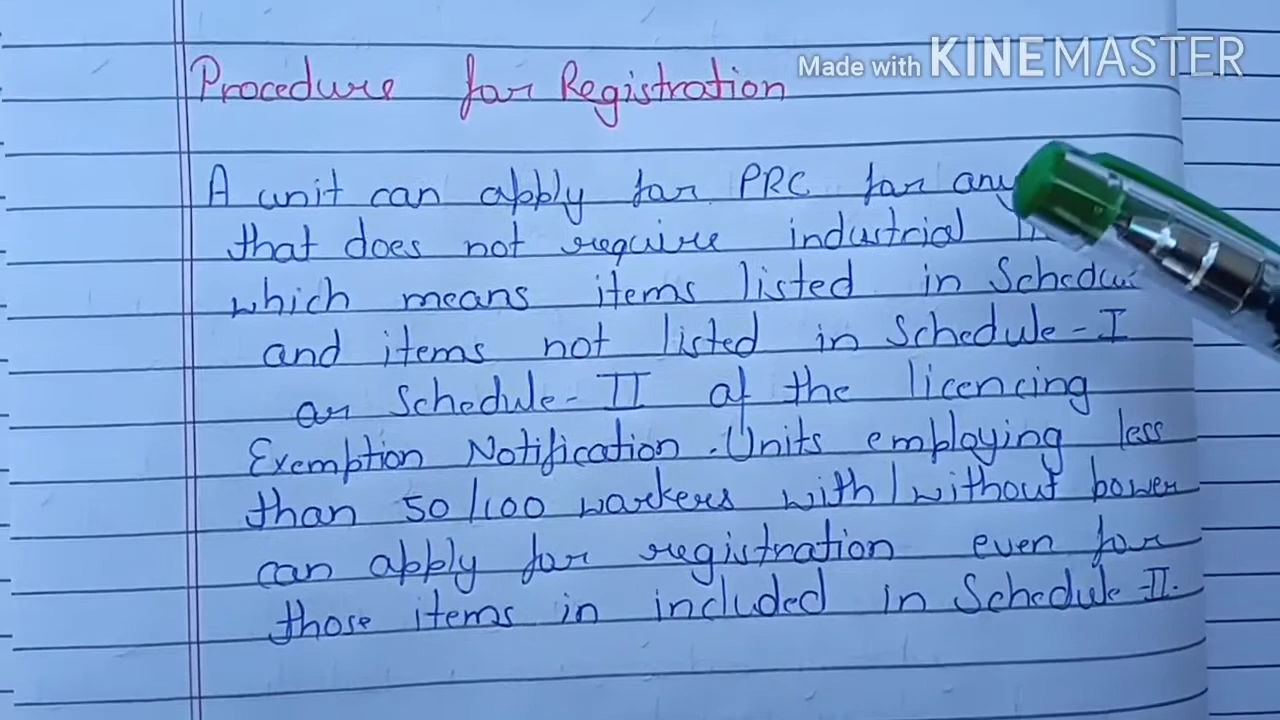 Made with KINEMASTER
Procedure for Registration
A unit can apply for PRC for any
that does not require industrial
which means items listed in
and items not listed in Schedule-I
or Schedule-II of the licencing
Exemption Notification. Units employing less
than 50/100 workers with/without power
can apply for registration even for
those items in included in Schedule-II.